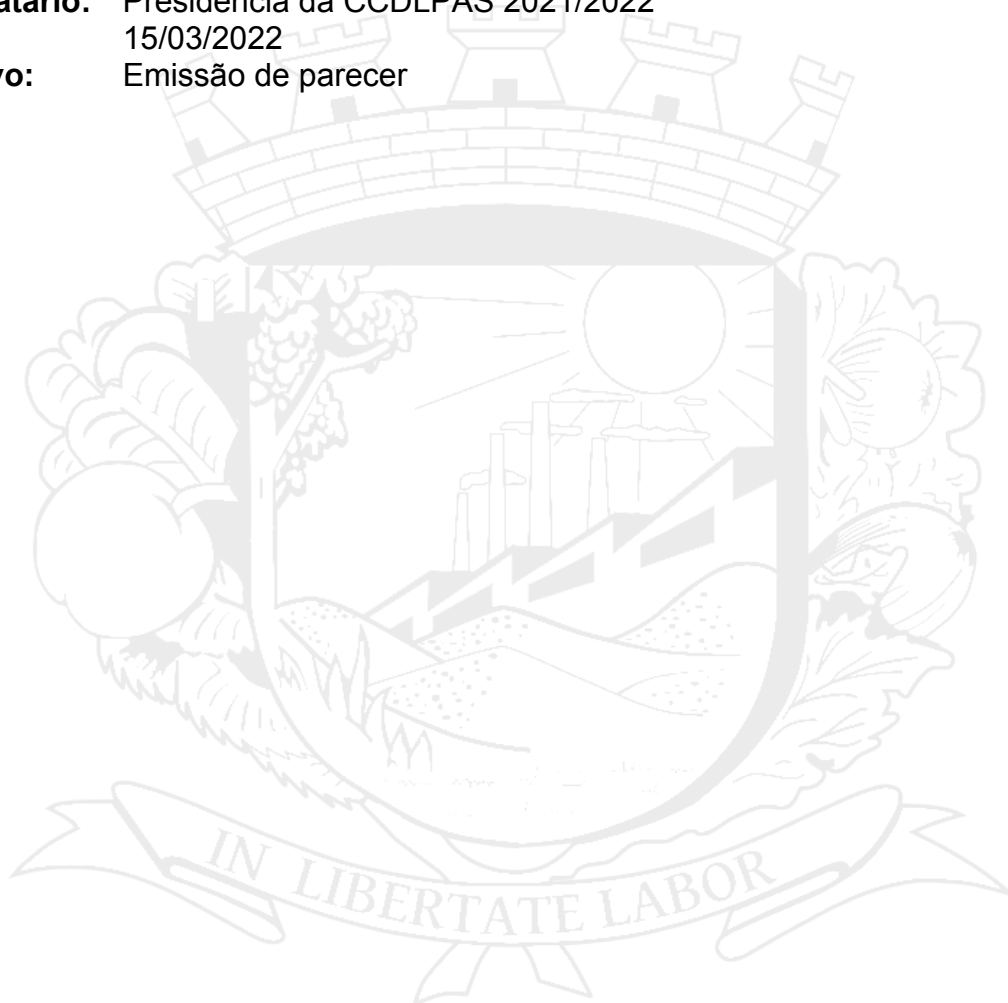 atário: Presidência da CCDLPAS 2021/2022
15/03/2022
vo: Emissão de parecer
IN LIBERTATE LABOR